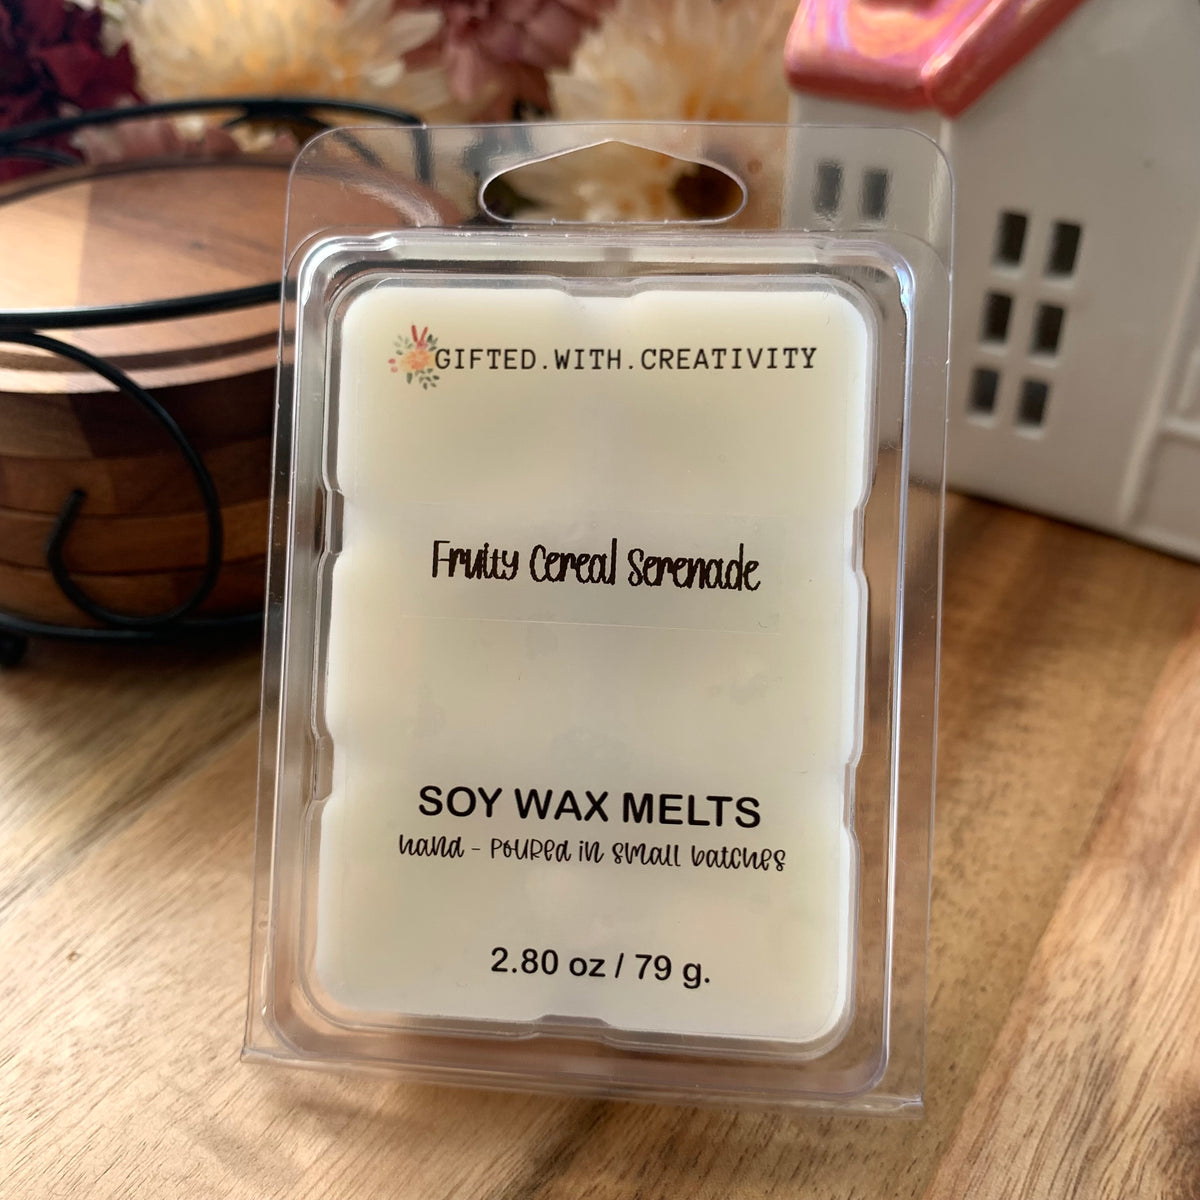 GIFTED.WITH.CREATIVITY
Fruity Cereal Serenade
SOY WAX MELTS
hand - poured in small batches
2.80 oz / 79 g.